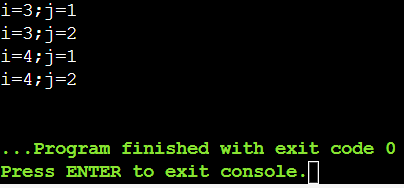 i=3;j=1
i=3;j=2
i=4;j=1
i=4;j=2
...Program finished with exit code 0
Press ENTER to exit console.